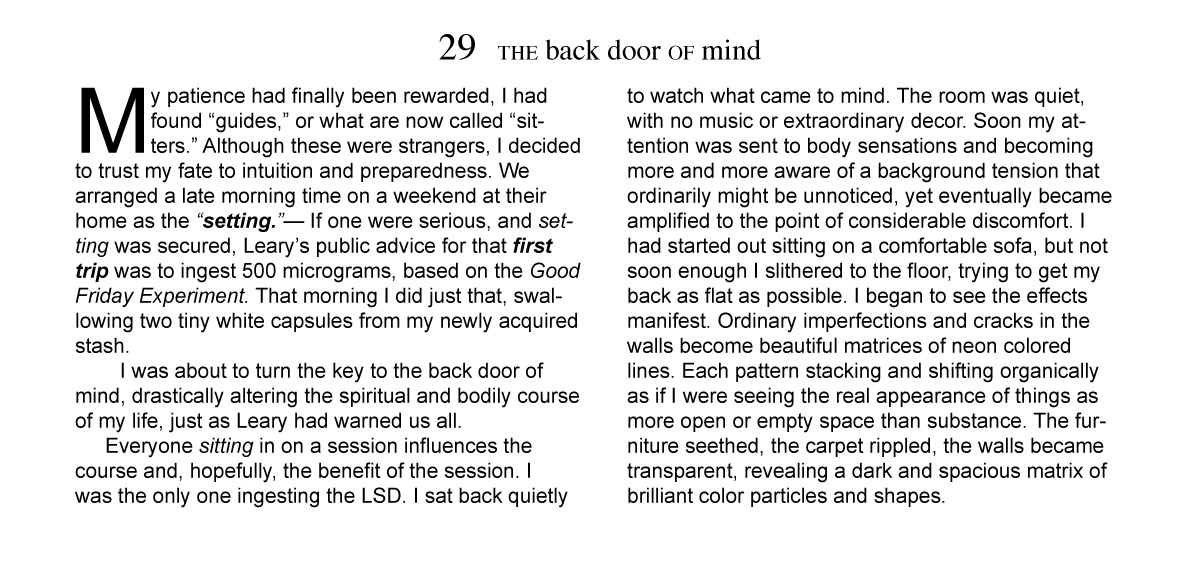 29 THE back door OF mind
My patience had finally been rewarded, I had
found “guides,” or what are now called “sit-
ters.” Although these were strangers, I decided
to trust my fate to intuition and preparedness. We
arranged a late morning time on a weekend at their
home as the “setting.”— If one were serious, and set-
ting was secured, Leary’s public advice for that first
trip was to ingest 500 micrograms, based on the Good
Friday Experiment. That morning I did just that, swal-
lowing two tiny white capsules from my newly acquired
stash.
I was about to turn the key to the back door of
mind, drastically altering the spiritual and bodily course
of my life, just as Leary had warned us all.
Everyone sitting in on a session influences the
course and, hopefully, the benefit of the session. I
was the only one ingesting the LSD. I sat back quietly
to watch what came to mind. The room was quiet,
with no music or extraordinary decor. Soon my at-
tention was sent to body sensations and becoming
more and more aware of a background tension that
ordinarily might be unnoticed, yet eventually became
amplified to the point of considerable discomfort. I
had started out sitting on a comfortable sofa, but not
soon enough I slithered to the floor, trying to get my
back as flat as possible. I began to see the effects
manifest. Ordinary imperfections and cracks in the
walls become beautiful matrices of neon colored
lines. Each pattern stacking and shifting organically
as if I were seeing the real appearance of things as
more open or empty space than substance. The fur-
niture seethed, the carpet rippled, the walls became
transparent, revealing a dark and spacious matrix of
brilliant color particles and shapes.